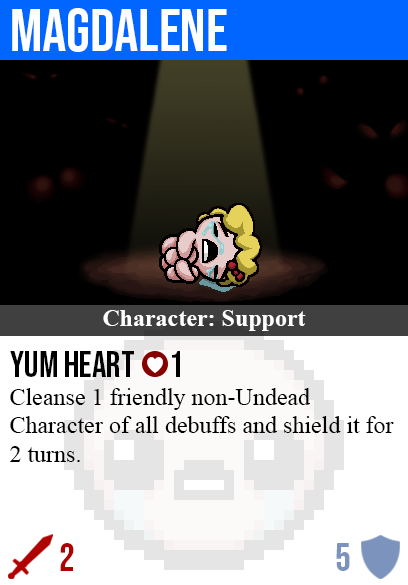 MAGDALENE
Character: Support
YUM HEART 1
Cleanse 1 friendly non-Undead
Character of all debuffs and shield it for
2 turns.
2
5